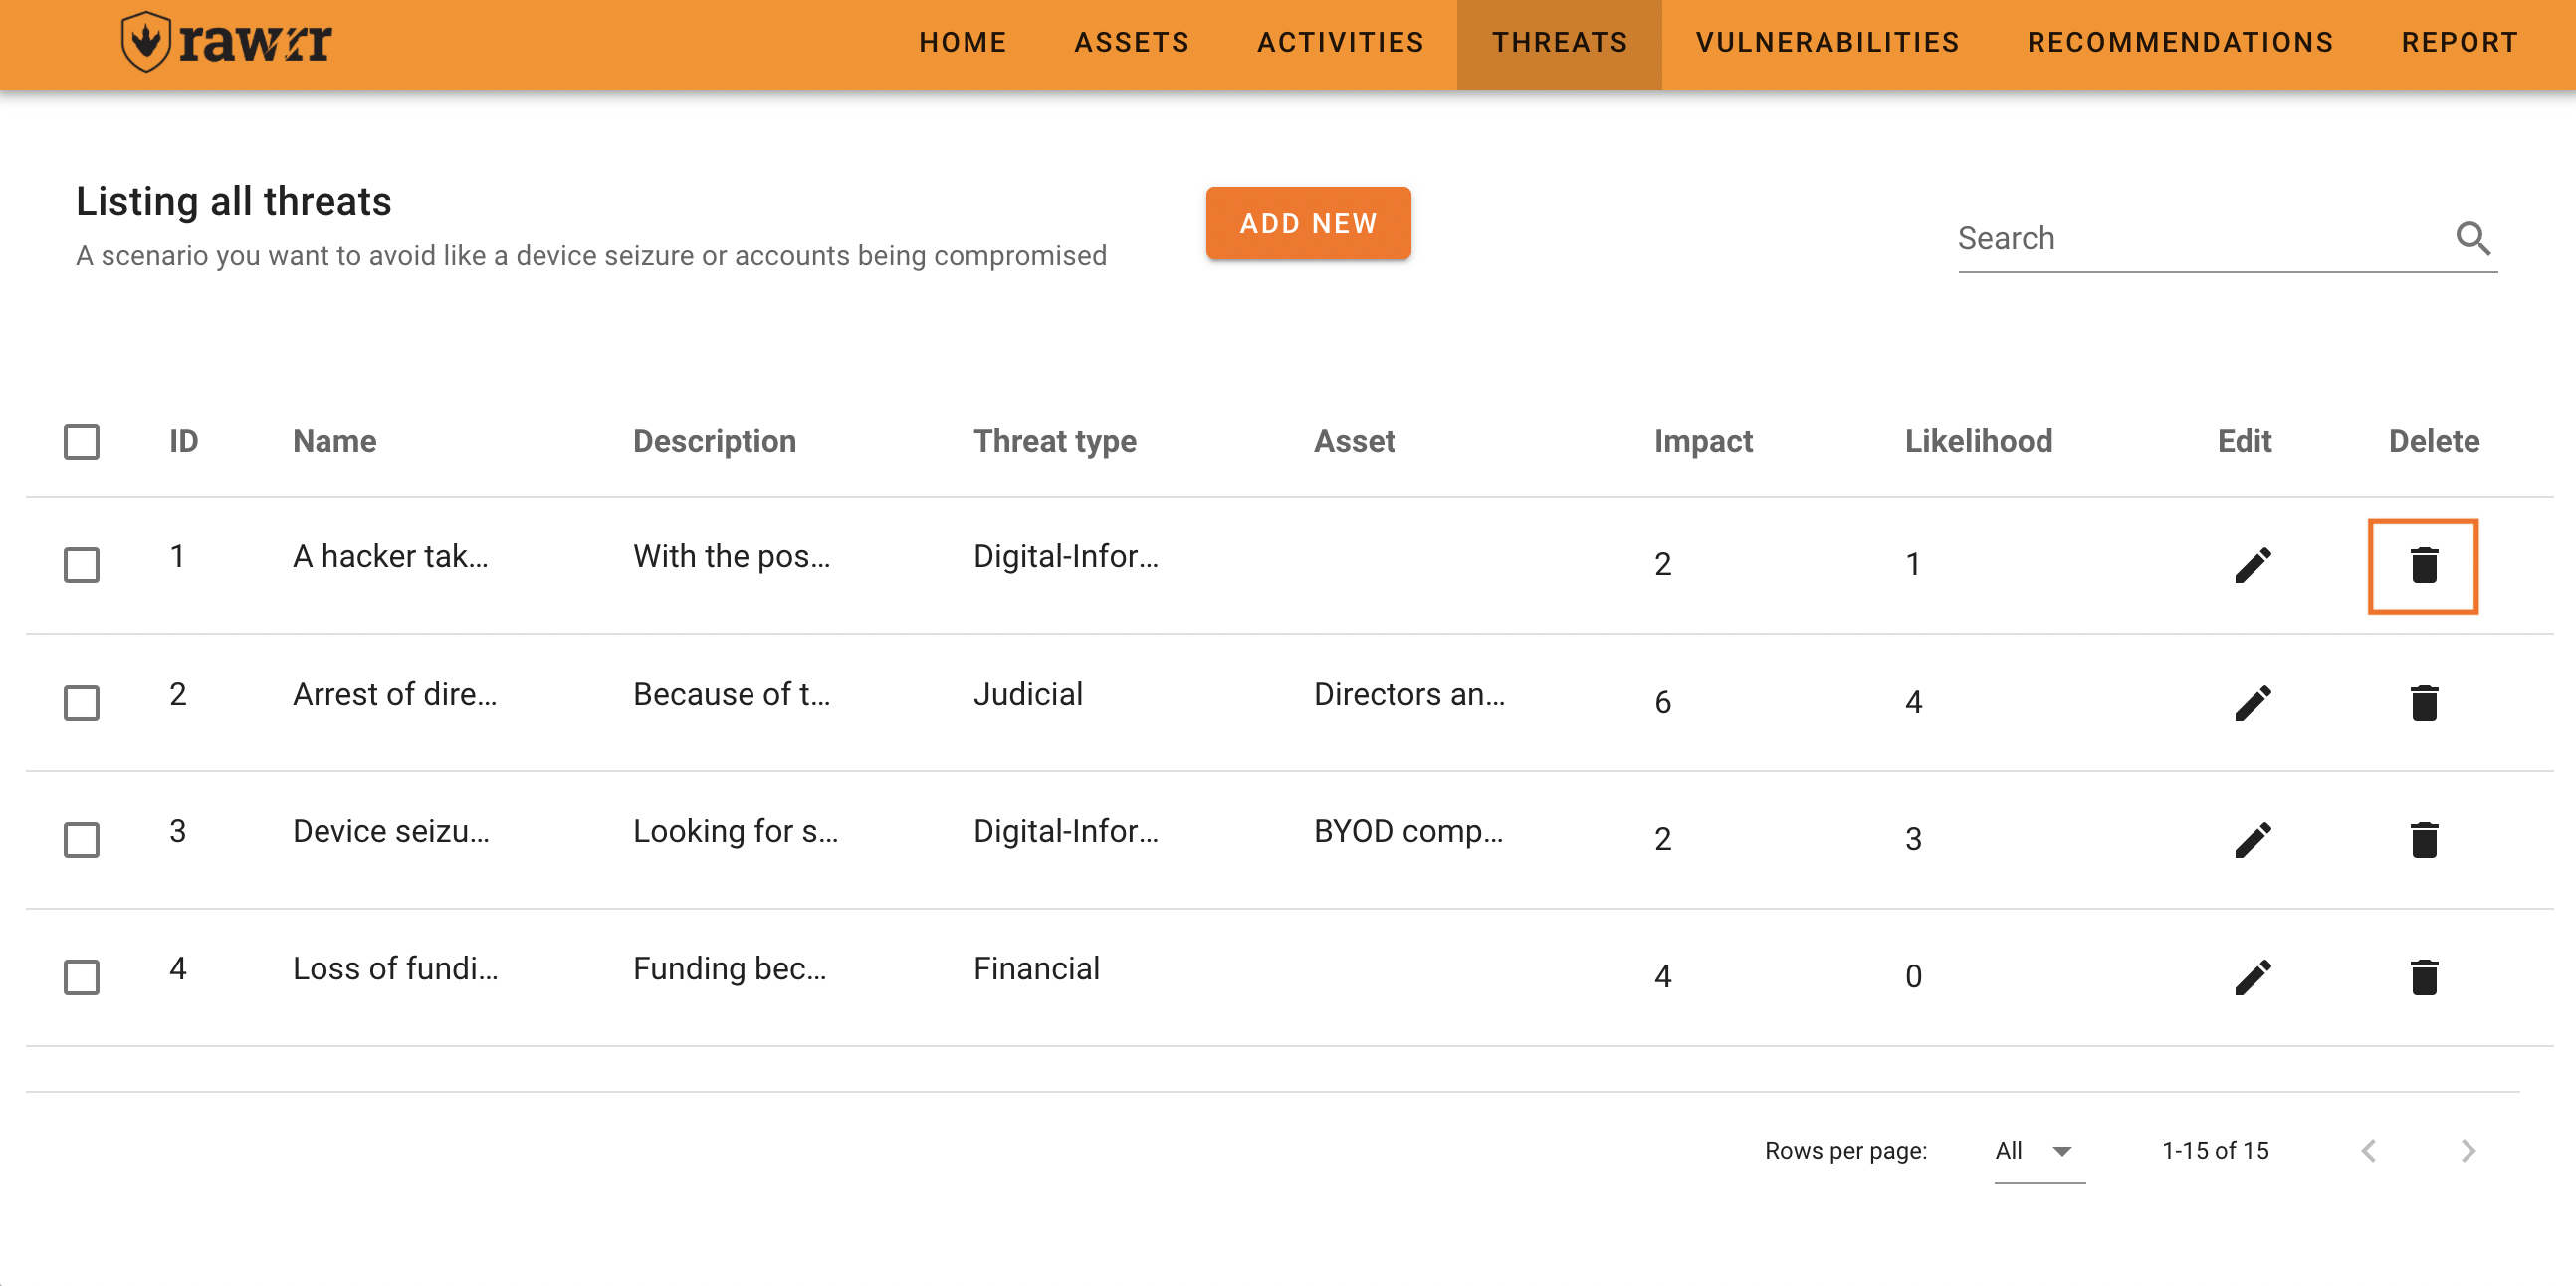 rawrr
HOME ASSETS ACTIVITIES THREATS VULNERABILITIES RECOMMENDATIONS REPORT
Listing all threats
A scenario you want to avoid like a device seizure or accounts being compromised
ADD NEW
Search
ID Name Description Threat type Asset Impact Likelihood Edit Delete
1 A hacker tak... With the pos... Digital-Infor... 2 1
2 Arrest of dire... Because of t... Judicial Directors an... 6 4
3 Device seizu... Looking for s... Digital-Infor... BYOD comp... 2 3
4 Loss of fundi... Funding bec... Financial 4 0
Rows per page: All 1-15 of 15